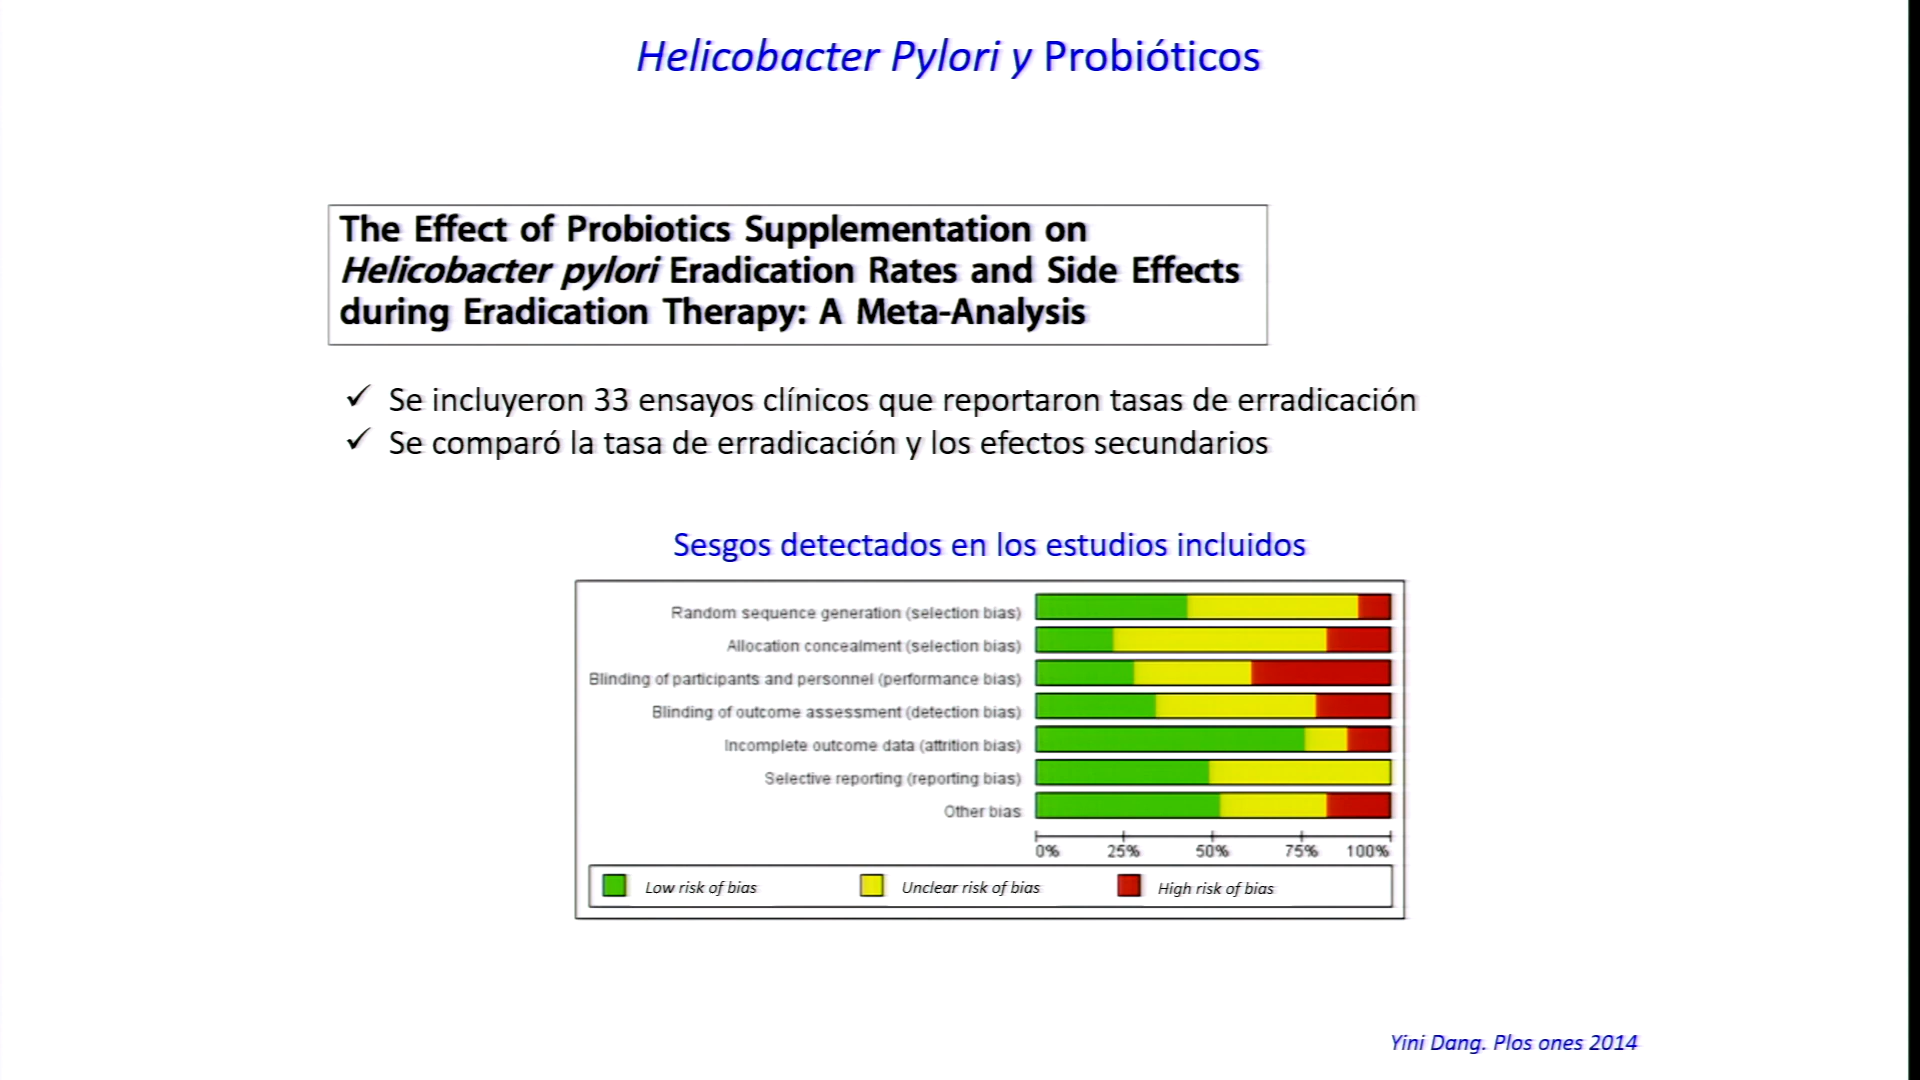 Helicobacter Pylori y Probióticos
The Effect of Probiotics Supplementation on
Helicobacter pylori Eradication Rates and Side Effects
during Eradication Therapy: A Meta-Analysis
✓ Se incluyeron 33 ensayos clínicos que reportaron tasas de erradicación
✓ Se comparó la tasa de erradicación y los efectos secundarios
Sesgos detectados en los estudios incluidos
Random sequence generation (selection bias)
Allocation concealment (selection bias)
Blinding of participants and personnel (performance bias)
Blinding of outcome assessment (detection bias)
Incomplete outcome data (attrition bias)
Selective reporting (reporting bias)
Other bias
0% 25% 50% 75% 100%
Low risk of bias Unclear risk of bias High risk of bias
Yini Dang. Plos ones 2014